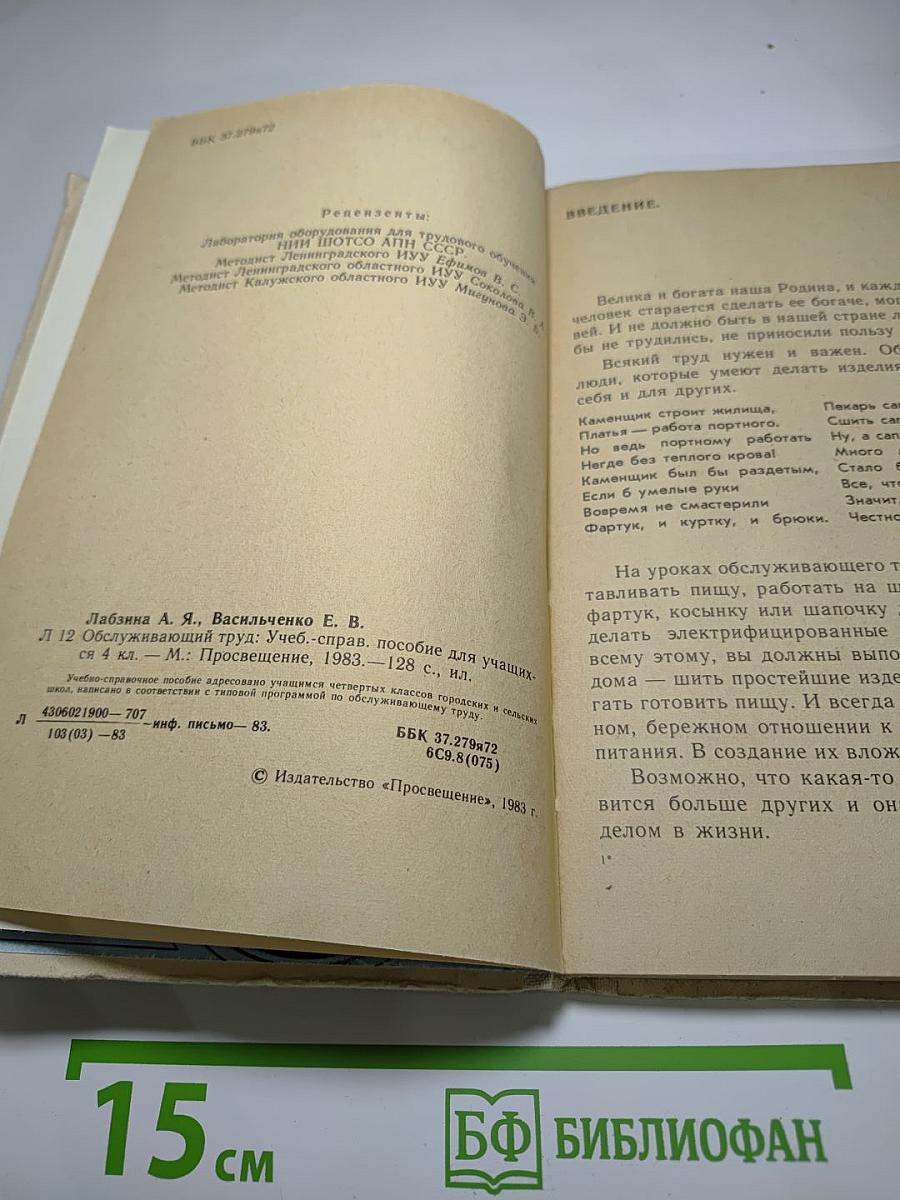 ББК 37.279я72
Рецензенты:
Лаборатория оборудования для трудового обучения
НИИ ШОТСО АПН СССР.
Методист Ленинградского ИУУ Ефимов В. С.
Методист Ленинградского областного ИУУ Соколова
Методист Калужского областного ИУУ Мигунова Э. Б.
Лабзина А. Я., Васильченко Е. В.
Л 12 Обслуживающий труд: Учеб.-справ. пособие для учащих-
ся 4 кл. — М.: Просвещение, 1983.—128 с., ил.
Учебно-справочное пособие адресовано учащимся четвертых классов городских и сельских
школ, написано в соответствии с типовой программой по обслуживающему труду.
Л 4306021900—707 —инф. письмо—83.
103(03)—83
ББК 37.279я72
6С9.8(075)
© Издательство «Просвещение», 1983 г.
ВВЕДЕНИЕ.
Велика и богата наша Родина, и кажд
человек старается сделать ее богаче, мог
вей. И не должно быть в нашей стране л
бы не трудились, не приносили пользу
Всякий труд нужен и важен. Об
люди, которые умеют делать изделия
себя и для других.
Каменщик строит жилища,
Платья — работа портного.
Но ведь портному работать
Негде без теплого крова!
Каменщик был бы раздетым,
Если б умелые руки
Вовремя не смастерили
Фартук, и куртку, и брюки.
Пекарь сап
Сшить сап
Ну, а сап
Много
Стало б
Все, что
Значит,
Честно
На уроках обслуживающего т
тавливать пищу, работать на ш
фартук, косынку или шапочку
делать электрифицированные
всему этому, вы должны выпо
дома — шить простейшие изде
гать готовить пищу. И всегда
ном, бережном отношении к
питания. В создание их влож
Возможно, что какая-то
вится больше других и он
делом в жизни.
1*
15 см
БФ БИБЛИОФАН